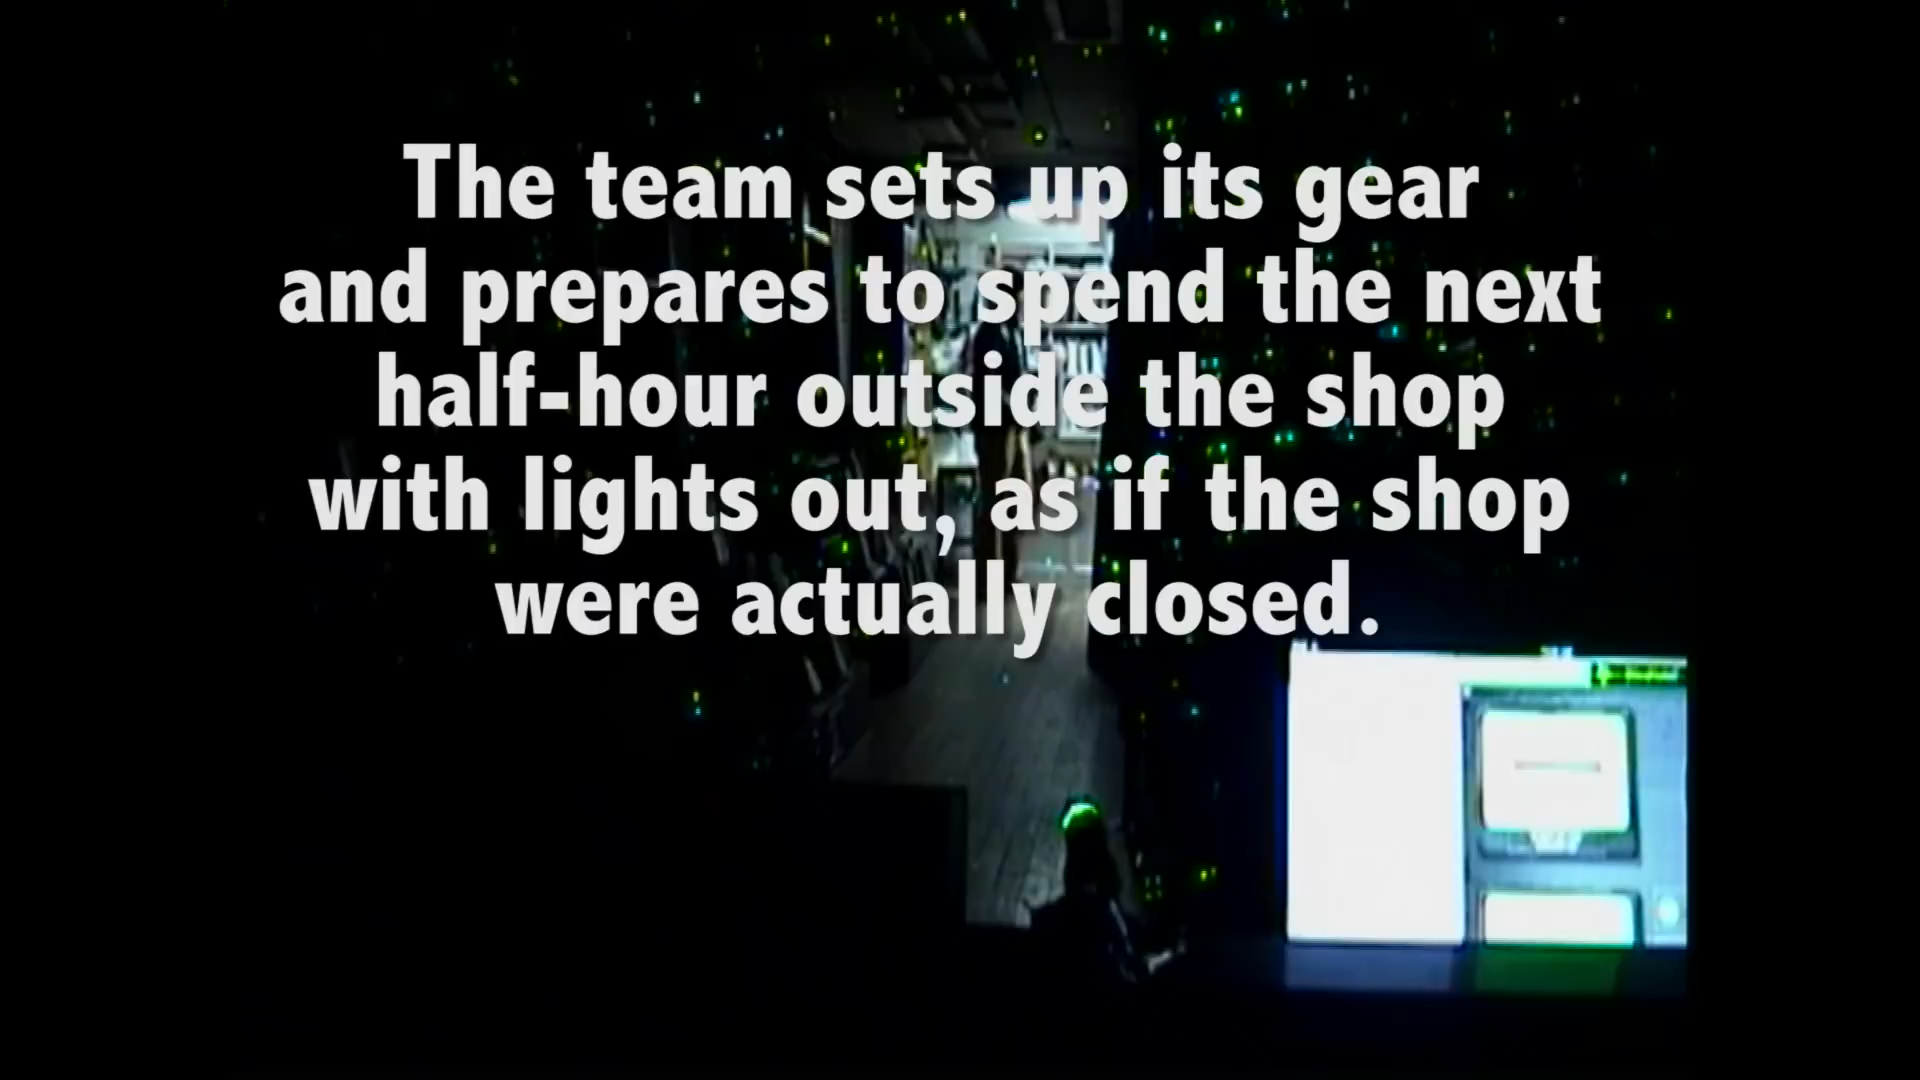 The team sets up its gear
and prepares to spend the next
half-hour outside the shop
with lights out, as if the shop
were actually closed.